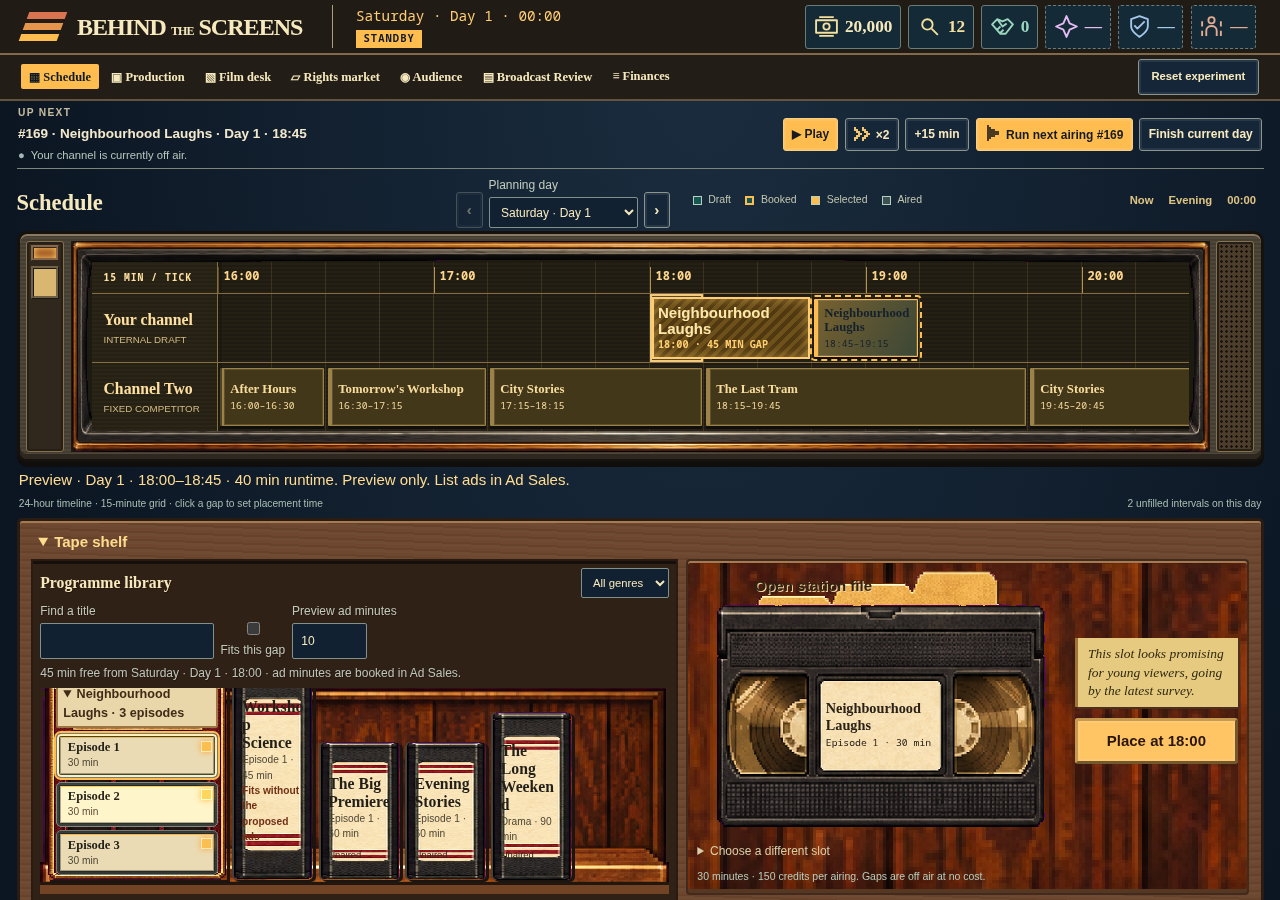 BEHIND THE SCREENS
Saturday · Day 1 · 00:00
STANDBY
20,000
12
0
—
—
—
Schedule
Production
Film desk
Rights market
Audience
Broadcast Review
Finances
Reset experiment
UP NEXT
#169 · Neighbourhood Laughs · Day 1 · 18:45
● Your channel is currently off air.
▶ Play
×2
+15 min
Run next airing #169
Finish current day
Schedule
‹
Planning day
Saturday · Day 1
›
Draft
Booked
Selected
Aired
Now Evening 00:00
15 MIN / TICK
16:00
17:00
18:00
19:00
20:00
Your channel
INTERNAL DRAFT
Neighbourhood
Laughs
18:00 · 45 MIN GAP
Neighbourhood
Laughs
18:45–19:15
Channel Two
FIXED COMPETITOR
After Hours
16:00–16:30
Tomorrow's Workshop
16:30–17:15
City Stories
17:15–18:15
The Last Tram
18:15–19:45
City Stories
19:45–20:45
Preview · Day 1 · 18:00–18:45 · 40 min runtime. Preview only. List ads in Ad Sales.
24-hour timeline · 15-minute grid · click a gap to set placement time
2 unfilled intervals on this day
▼ Tape shelf
Programme library
All genres
Find a title
Fits this gap
Preview ad minutes
10
45 min free from Saturday · Day 1 · 18:00 · ad minutes are booked in Ad Sales.
▼ Neighbourhood
Laughs · 3 episodes
Episode 1
30 min
Episode 2
30 min
Episode 3
30 min
Worksho
p
Science
Episode 1 ·
45 min
Fits without
the
proposed
ads
The Big
Premiere
Episode 1 ·
60 min
Unaired
Evening
Stories
Episode 1 ·
60 min
Unaired
The
Long
Weeken
d
Drama · 90
min
Unaired
Open station file
Neighbourhood
Laughs
Episode 1 · 30 min
This slot looks promising
for young viewers, going
by the latest survey.
Place at 18:00
▶ Choose a different slot
30 minutes · 150 credits per airing. Gaps are off air at no cost.